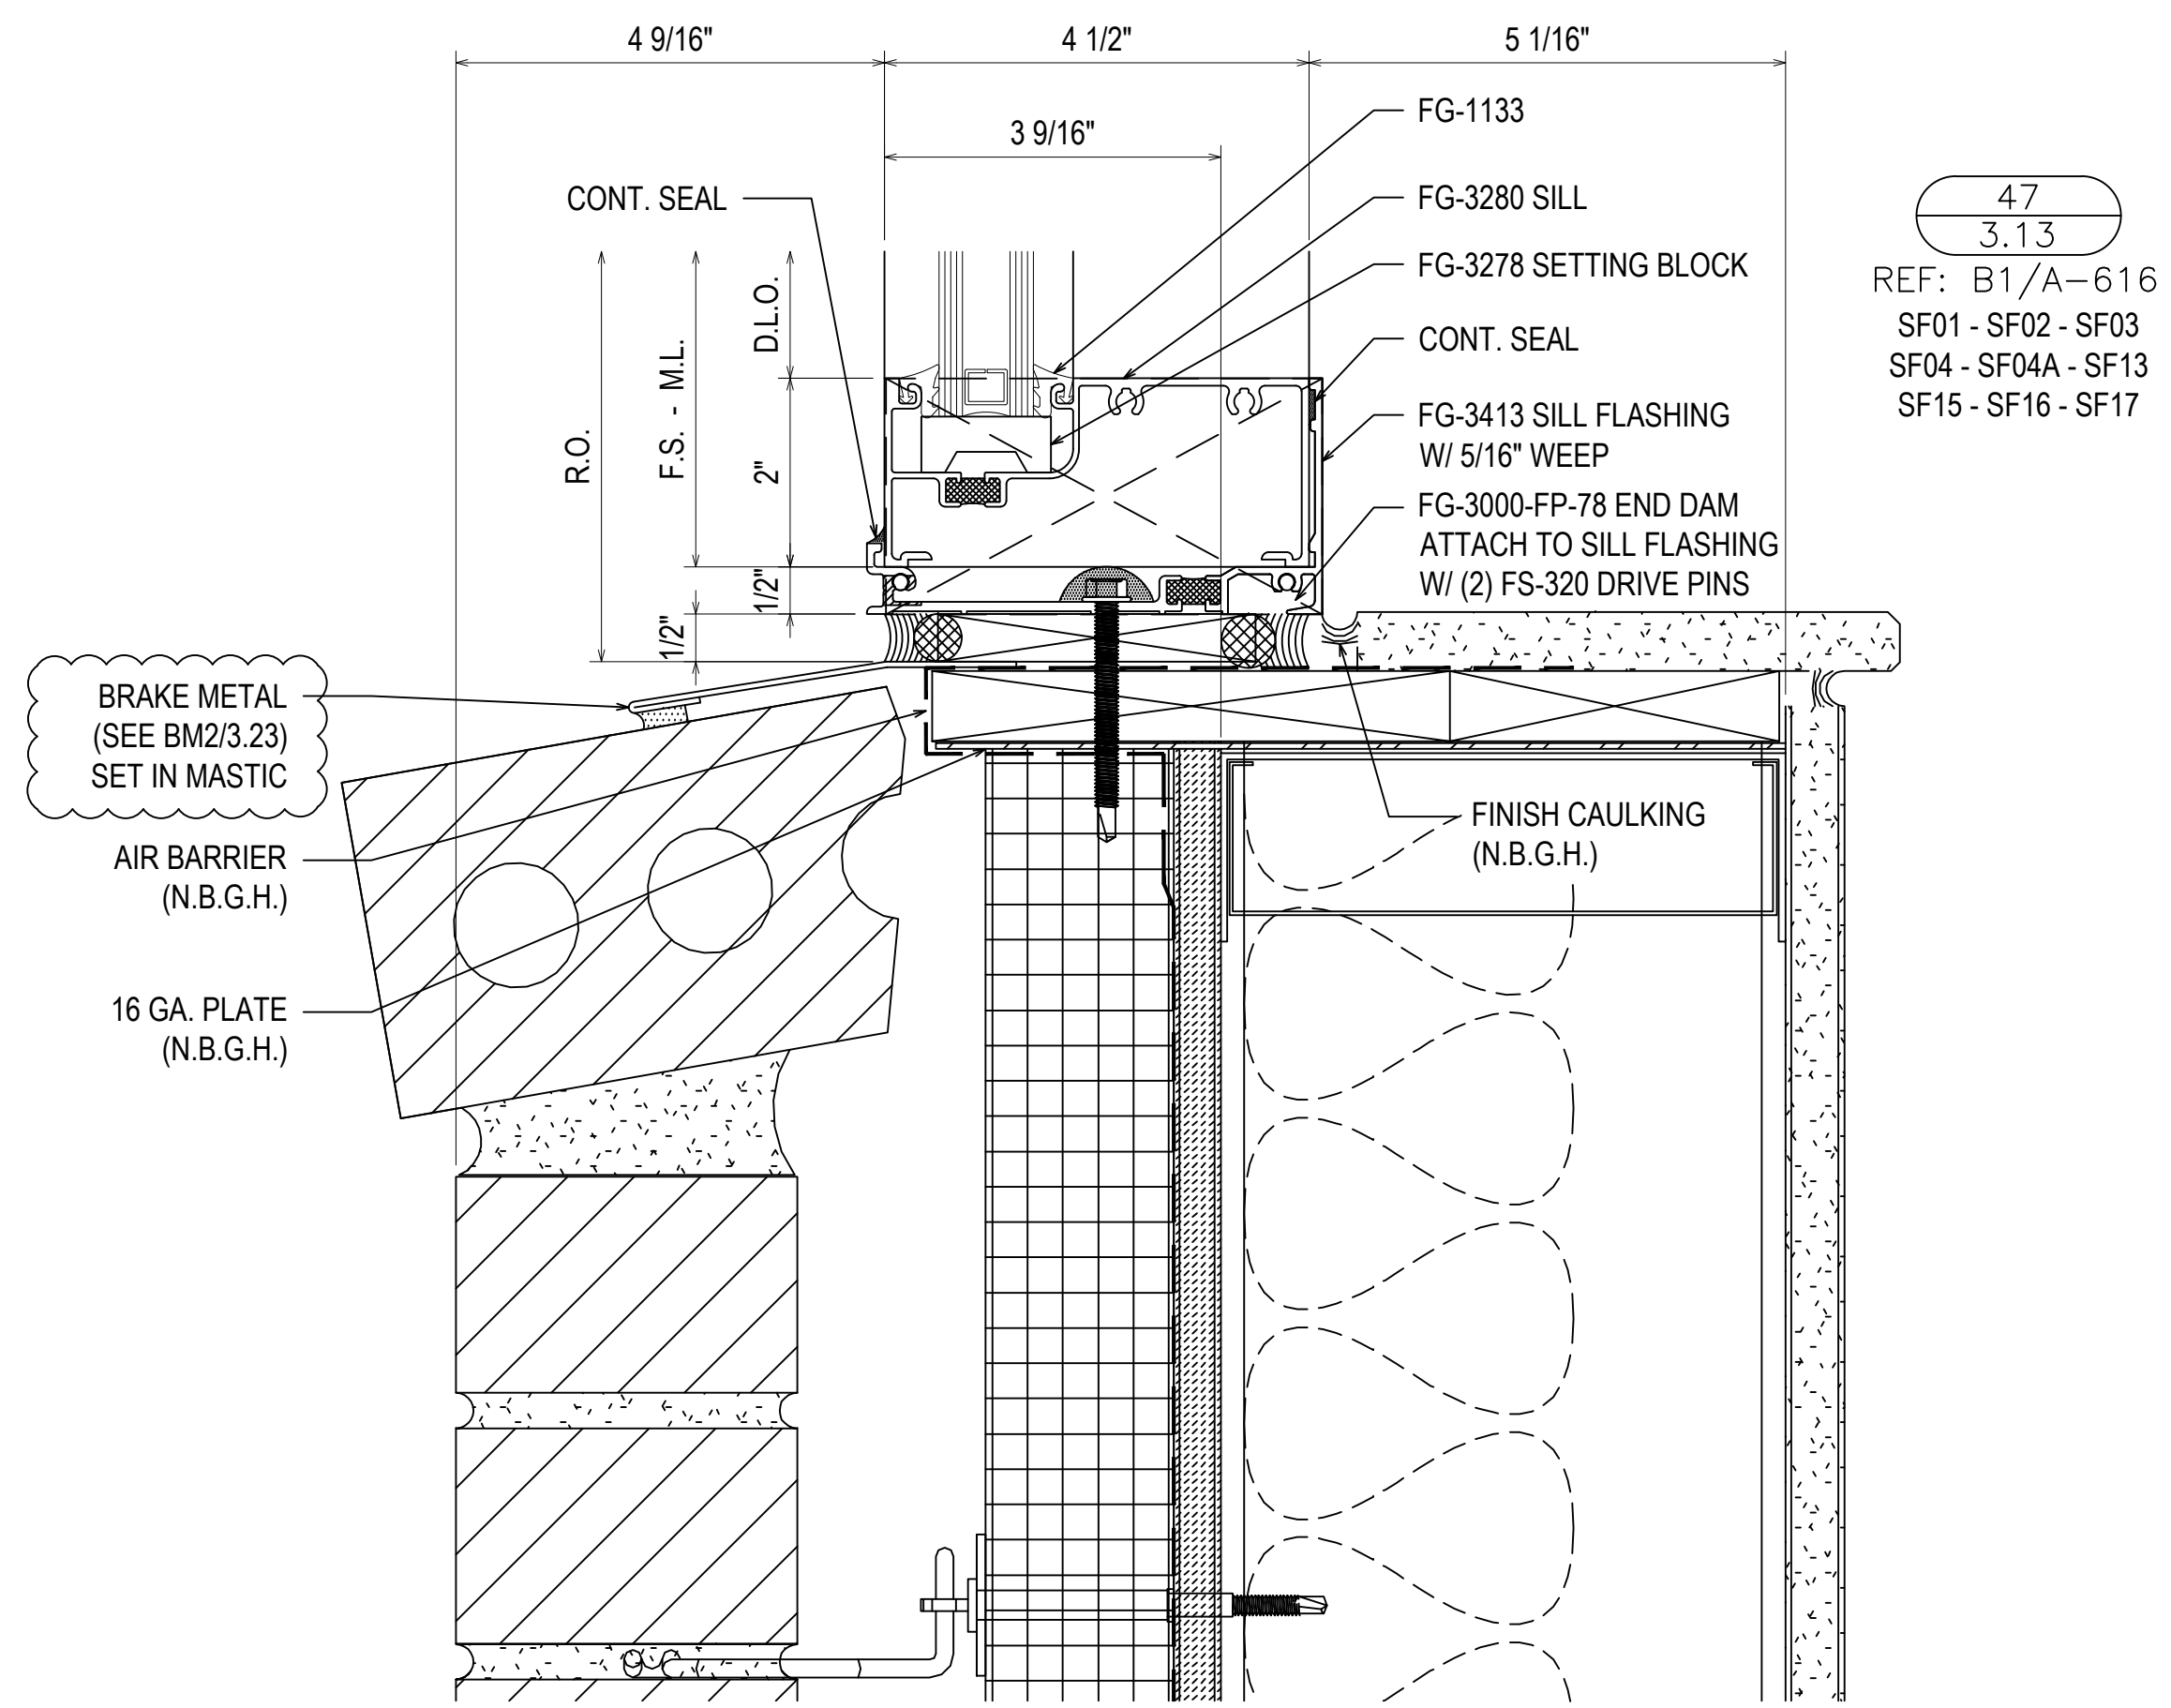 4 9/16"
4 1/2"
5 1/16"
3 9/16"
FG-1133
CONT. SEAL
FG-3280 SILL
FG-3278 SETTING BLOCK
CONT. SEAL
FG-3413 SILL FLASHING
W/ 5/16" WEEP
FG-3000-FP-78 END DAM
ATTACH TO SILL FLASHING
W/ (2) FS-320 DRIVE PINS
47
3.13
REF: B1/A-616
SF01 - SF02 - SF03
SF04 - SF04A - SF13
SF15 - SF16 - SF17
R.O.
F.S. - M.L.
D.L.O.
2"
1/2"
1/2"
BRAKE METAL
(SEE BM2/3.23)
SET IN MASTIC
AIR BARRIER
(N.B.G.H.)
16 GA. PLATE
(N.B.G.H.)
FINISH CAULKING
(N.B.G.H.)